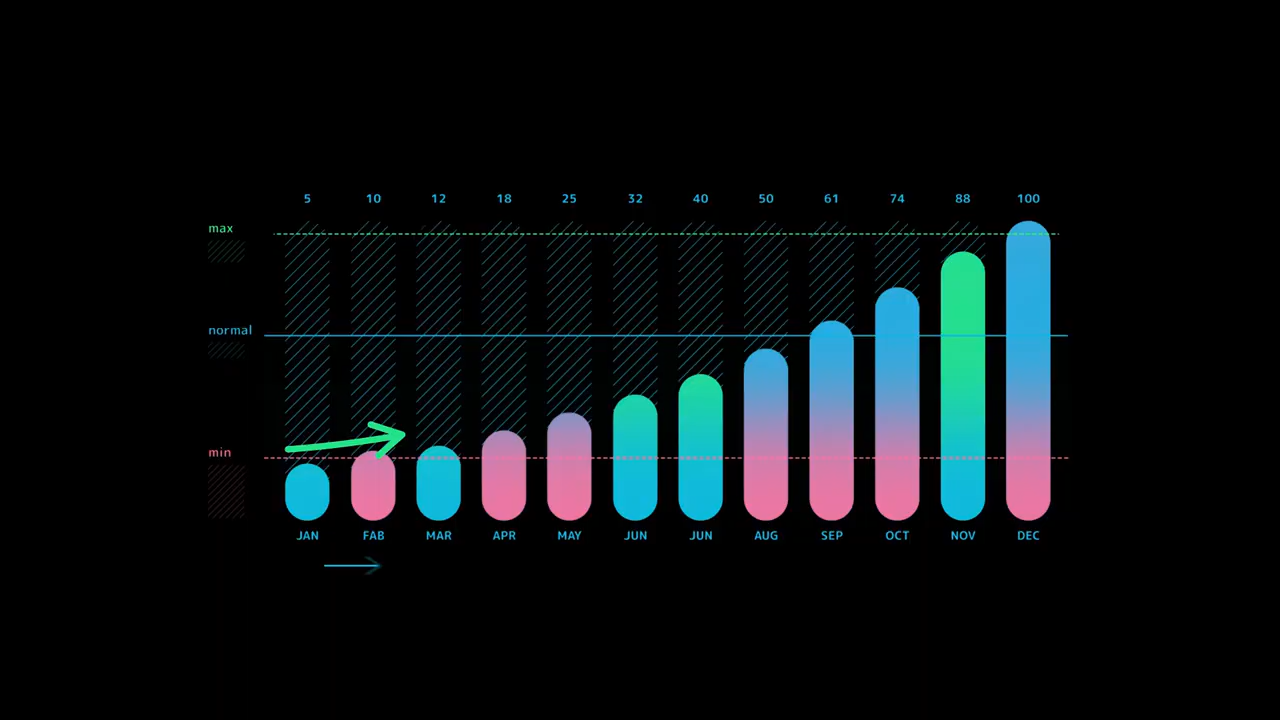 5 10 12 18 25 32 40 50 61 74 88 100
max
normal
min
JAN FAB MAR APR MAY JUN JUN AUG SEP OCT NOV DEC